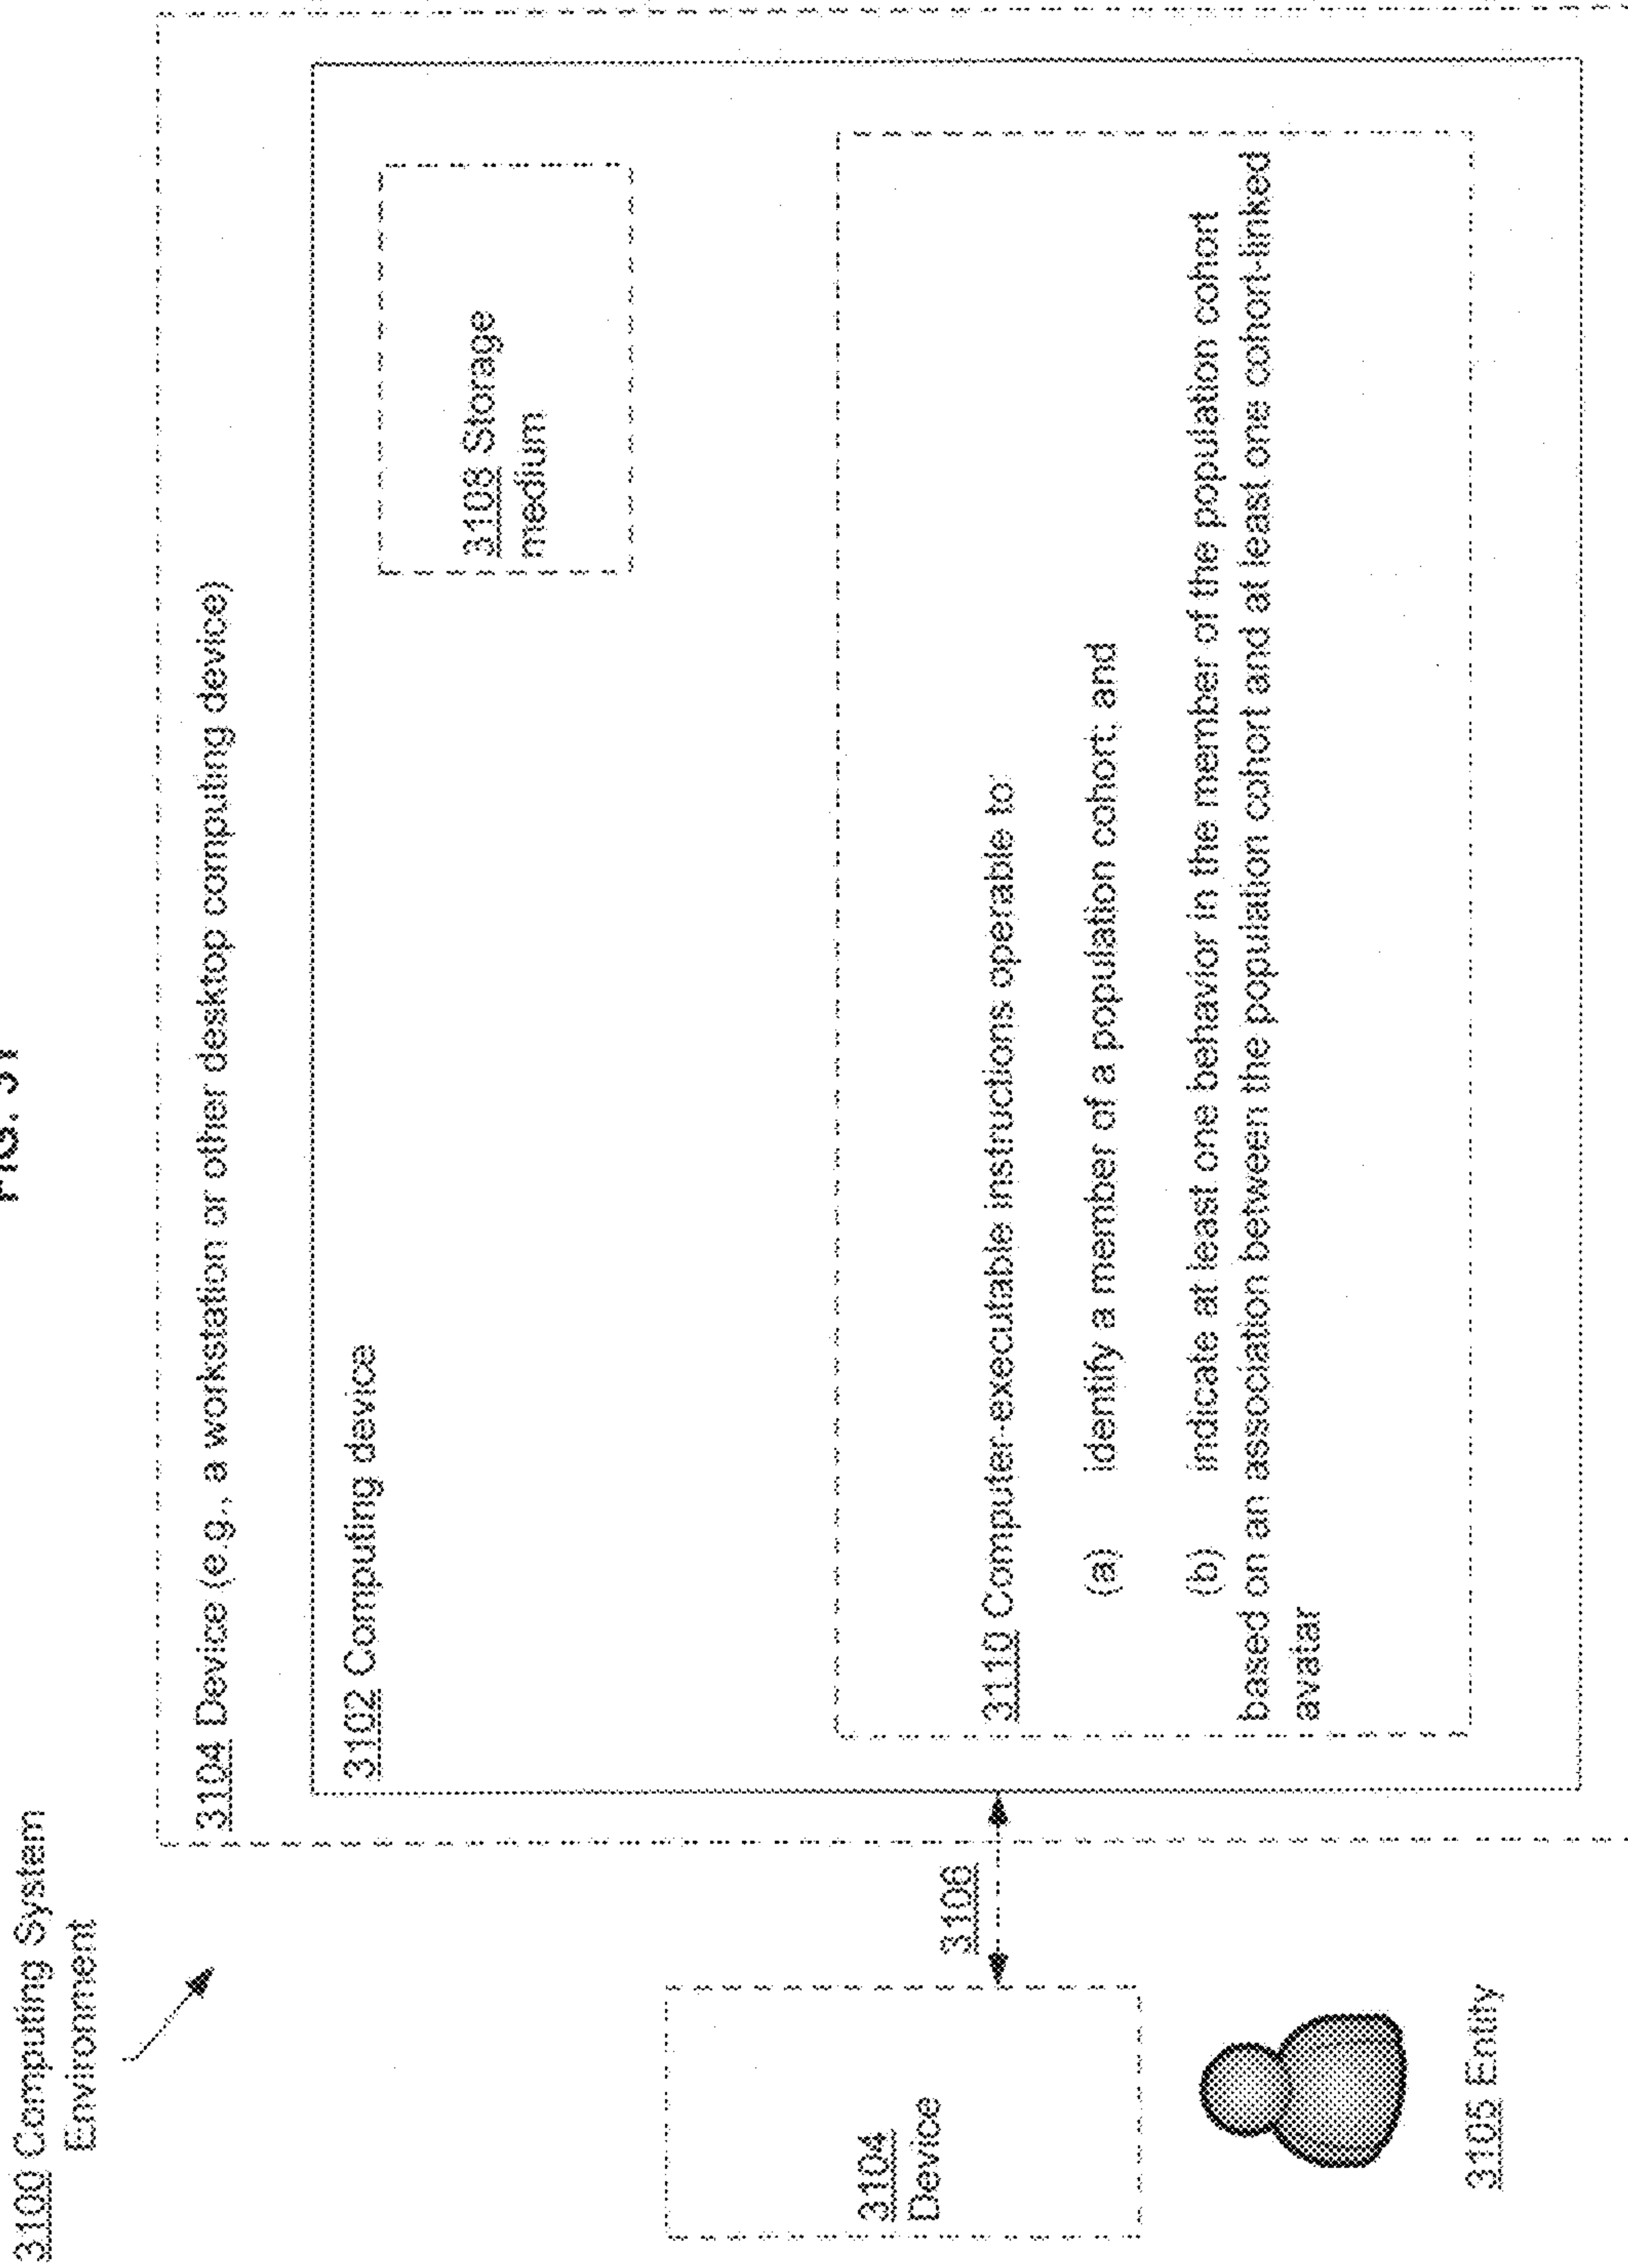 FIG. 31
3100 Computing System
Environment
3104 Device (e.g., a workstation or other desktop computing device)
3102 Computing device
3108 Storage
medium
3104
Device
3106
3105 Entity
3110 Computer-executable instructions operable to:
(a) identify a member of a population cohort; and
(b) indicate at least one behavior in the member of the population cohort
based on an association between the population cohort and at least one cohort-linked
avatar